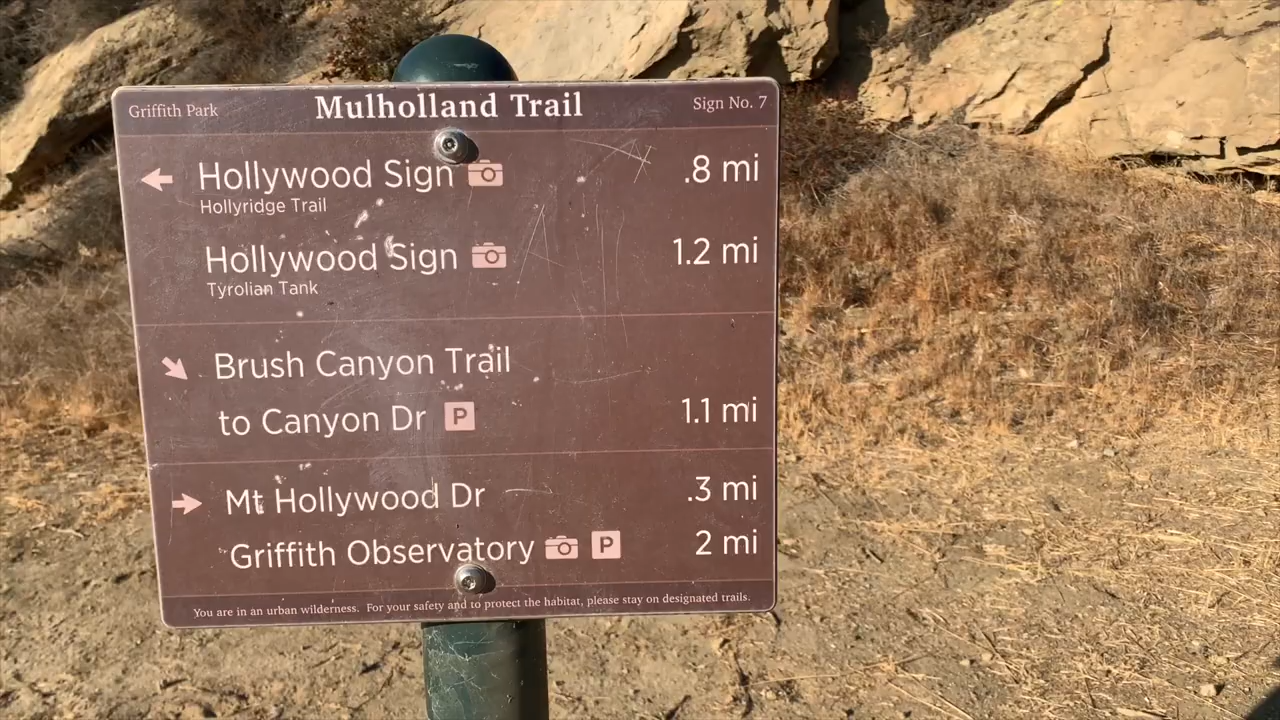 Griffith Park Mulholland Trail Sign No. 7
Hollywood Sign .8 mi
Hollyridge Trail
Hollywood Sign 1.2 mi
Tyrolian Tank
Brush Canyon Trail
to Canyon Dr P 1.1 mi
Mt Hollywood Dr .3 mi
Griffith Observatory P 2 mi
You are in an urban wilderness. For your safety and to protect the habitat, please stay on designated trails.